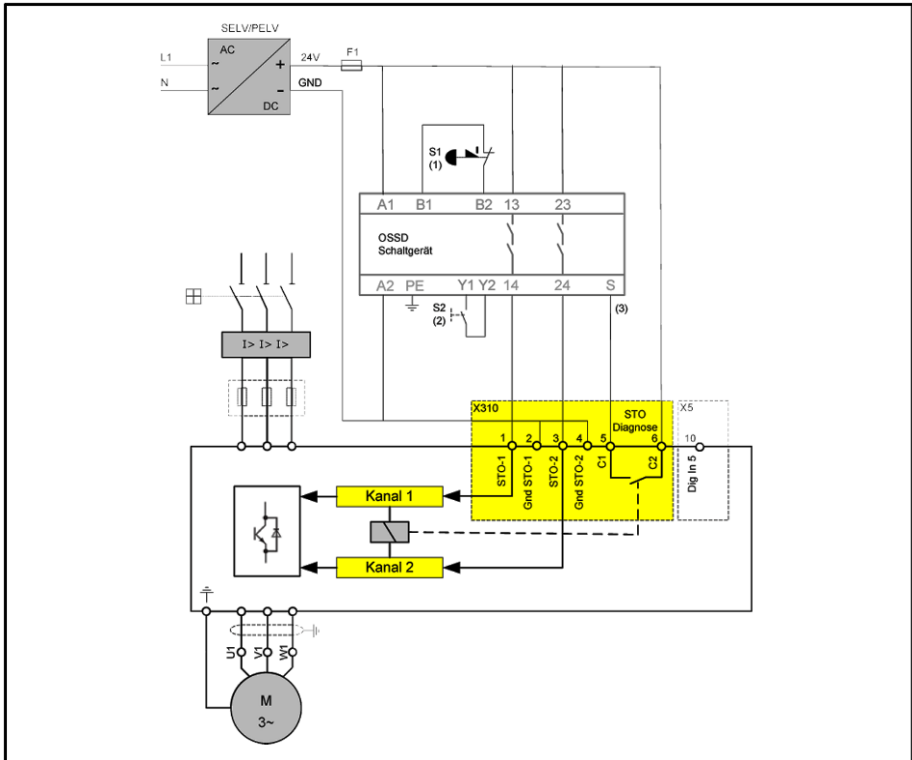 SELV/PELV
AC
L1
~
+
24V
F1
N
~
-
GND
DC
S1
(1)
A1 B1 B2 13 23
OSSD
Schaltgerät
A2 PE Y1 Y2 14 24 S
S2
(2)
(3)
I> I> I>
X310
STO
Diagnose
X5
1 2 3 4 5 6 10
STO-1
Gnd STO-1
STO-2
Gnd STO-2
C1
C2
Dig In 5
Kanal 1
Kanal 2
U1
V1
W1
M
3~